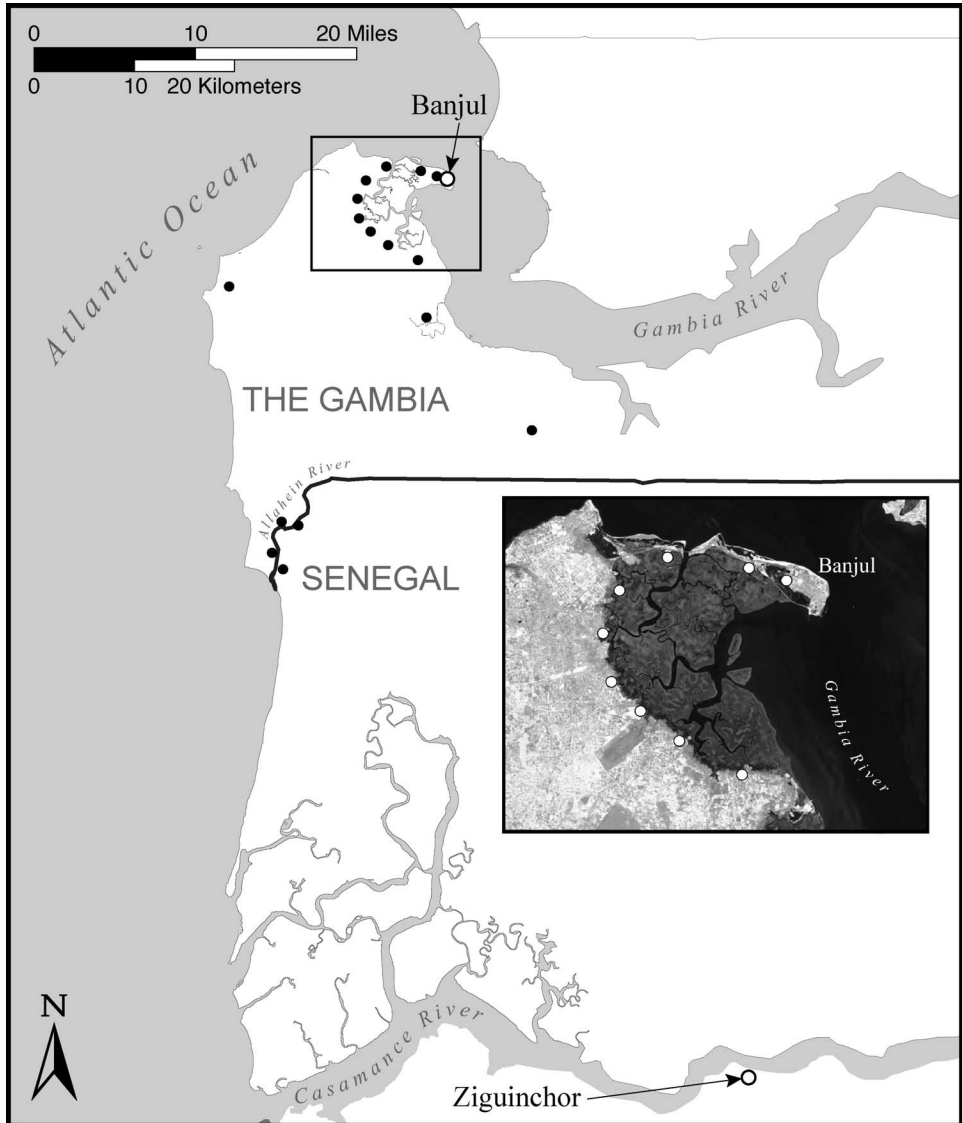 0 10 20 Miles
0 10 20 Kilometers
Banjul
Atlantic Ocean
Gambia River
THE GAMBIA
Allahein River
SENEGAL
Banjul
Gambia River
N
Casamance River
Ziguinchor